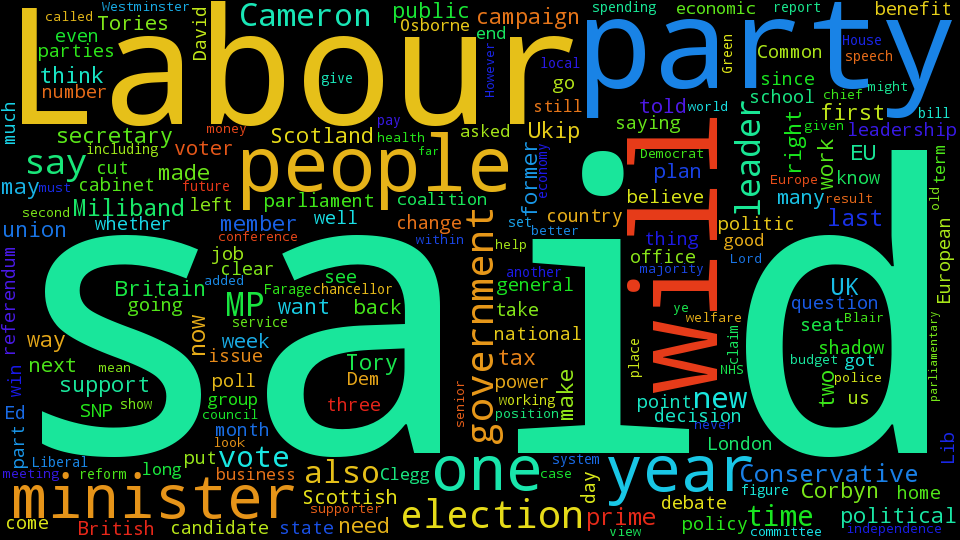 called
Westminster
Tories
Labour
David
Cameron
public
Osborne
campaign
end
party
spending
economic
report
benefit
even
parties
think
number
give
However
local
go
still
Green
Common
House
speech
since
school
chief
might
much
secretary
including
money
voter
Scotland
pay
health
far
asked
Ukip
told
world
saying
leader
right
first
given
bill
leadership
say
cut
made
people
former
economy
will
Democrat
plan
work
EU
may
must
cabinet
future
parliament
coalition
believe
Europe
know
term
old
second
Miliband
left
many
result
union
whether
member
well
change
set
better
country
politic
last
referendum
conference
government
within
help
thing
good
European
job
clear
see
office
majority
Lord
said
Britain
added
Farage
chancellor
another
general
ye
UK
question
going
MP
want
back
take
welfare
seat
Blair
now
service
national
claim
shadow
way
week
issue
Tory
tax
place
NHS
budget
got
police
parliamentary
win
next
mean
poll
Dem
power
two
us
support
group
senior
working
make
point
new
Ed
SNP
show
council
three
position
decision
month
never
part
look
London
Lib
Liberal
put
vote
also
Clegg
one
system
year
Conservative
meeting
reform
long
business
case
day
minister
Scottish
figure
Corbyn
home
supporter
election
debate
come
British
candidate
state
need
prime
view
policy
time
political
committee
independence